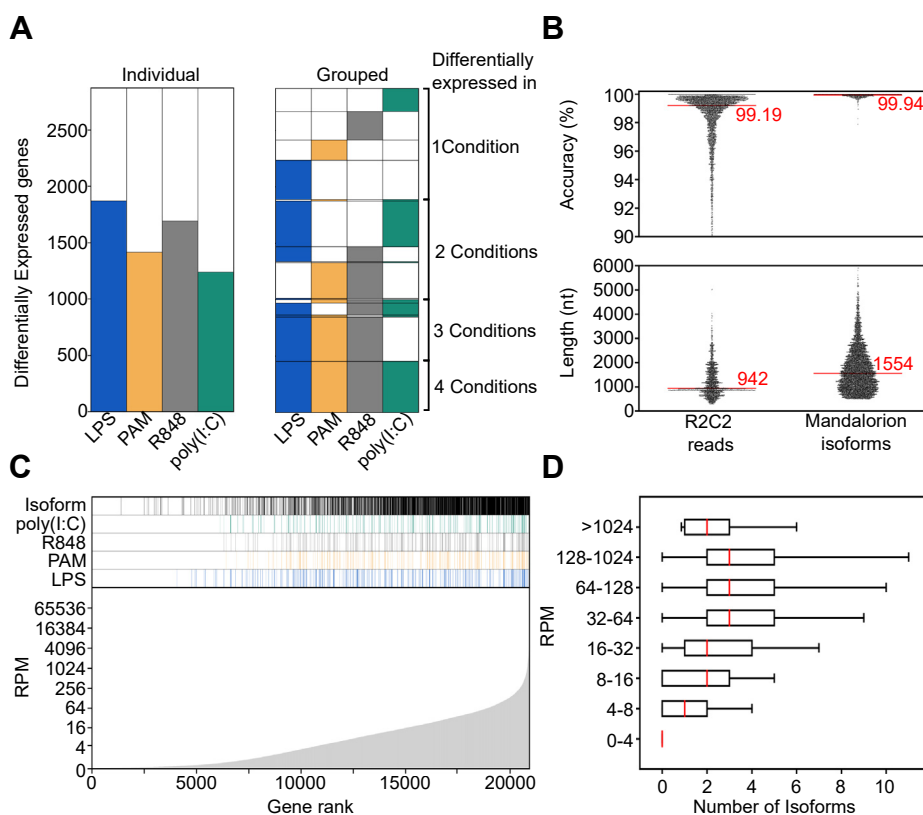 A
Individual
Grouped
Differentially
expressed in
Differentially Expressed genes
2500
2000
1500
1000
500
0
1Condition
2 Conditions
3 Conditions
4 Conditions
LPS
PAM
R848
poly(I:C)
LPS
PAM
R848
poly(I:C)
B
Accuracy (%)
100
98
96
94
92
90
99.19
99.94
Length (nt)
6000
5000
4000
3000
2000
1000
0
942
1554
R2C2
reads
Mandalorion
isoforms
C
Isoform
poly(I:C)
R848
PAM
LPS
RPM
65536
16384
4096
1024
256
64
16
4
0
0
5000
10000
15000
20000
Gene rank
D
RPM
>1024
128-1024
64-128
32-64
16-32
8-16
4-8
0-4
0
2
4
6
8
10
Number of Isoforms